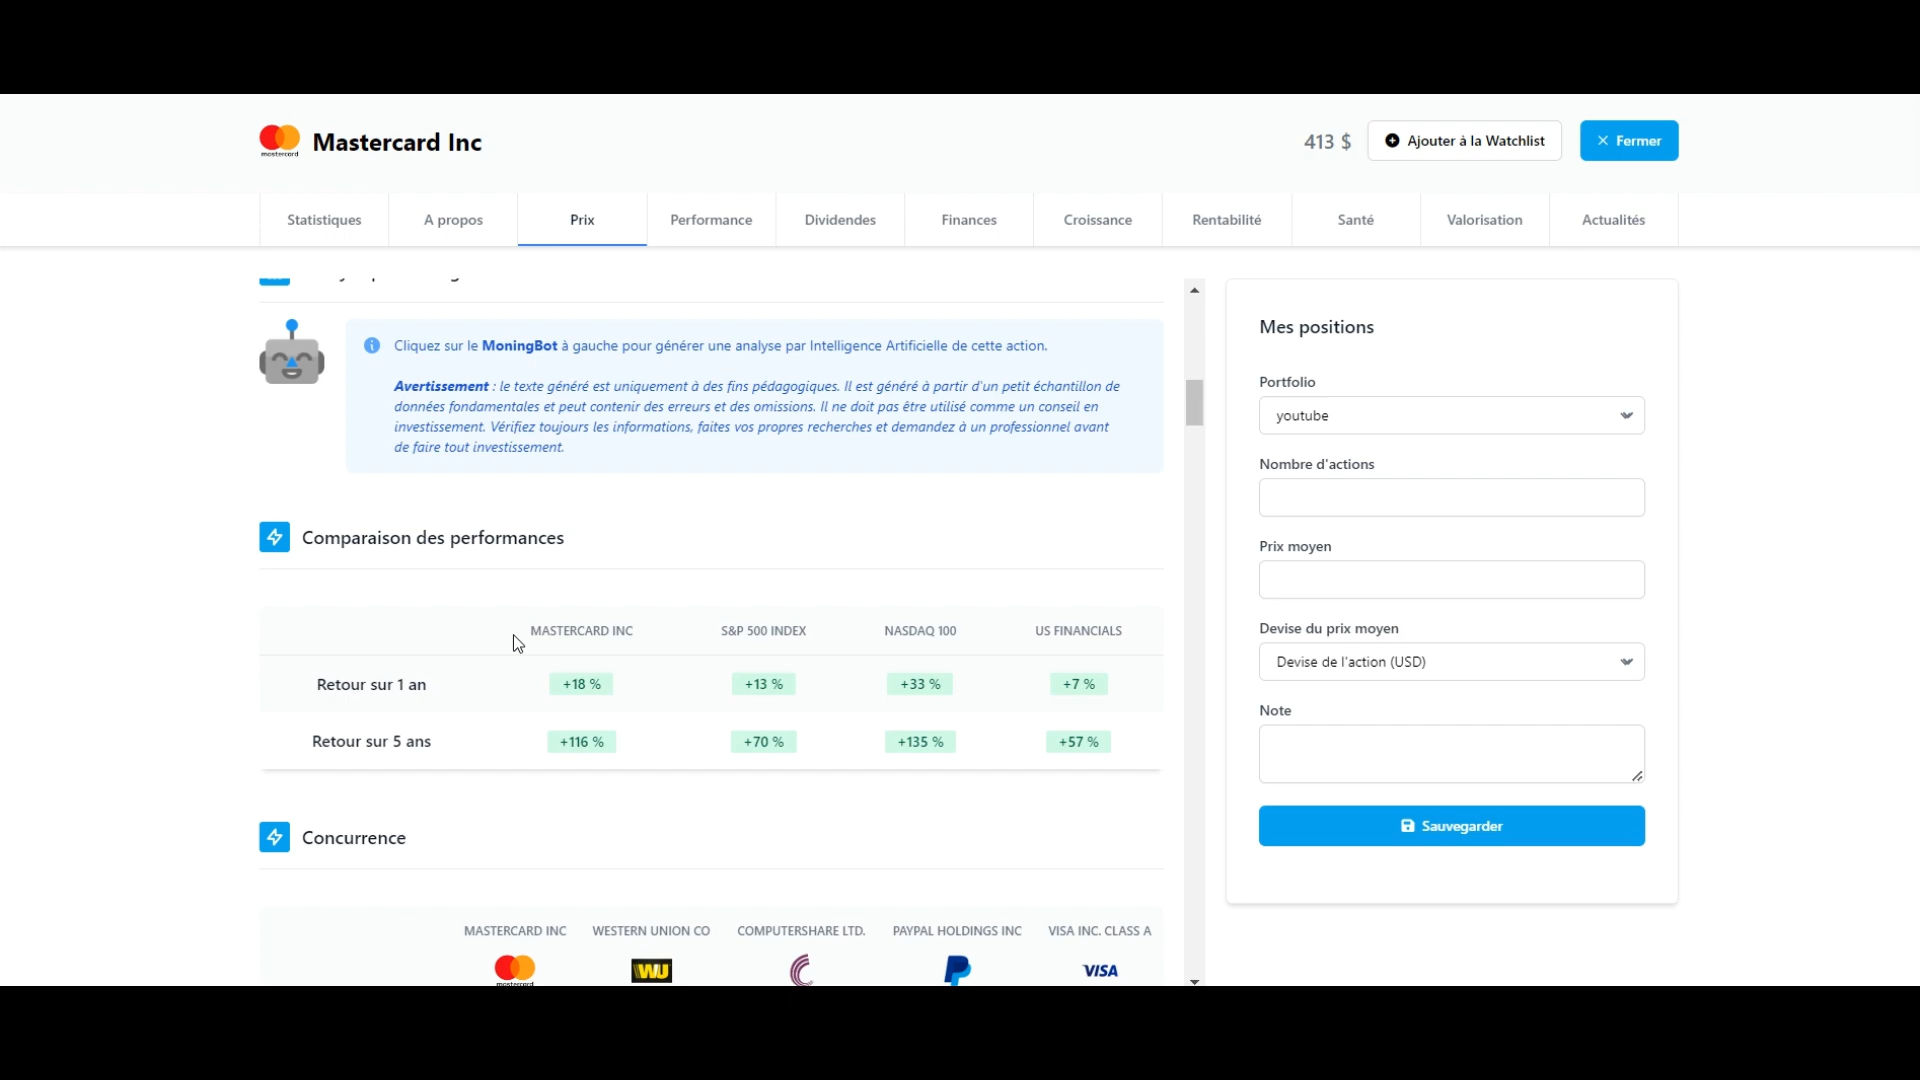 mastercard
Mastercard Inc
413 $
Ajouter à la Watchlist
Fermer
Statistiques
A propos
Prix
Performance
Dividendes
Finances
Croissance
Rentabilité
Santé
Valorisation
Actualités
Cliquez sur le MoningBot à gauche pour générer une analyse par Intelligence Artificielle de cette action.
Avertissement : le texte généré est uniquement à des fins pédagogiques. Il est généré à partir d'un petit échantillon de
données fondamentales et peut contenir des erreurs et des omissions. Il ne doit pas être utilisé comme un conseil en
investissement. Vérifiez toujours les informations, faites vos propres recherches et demandez à un professionnel avant
de faire tout investissement.
Comparaison des performances
MASTERCARD INC S&P 500 INDEX NASDAQ 100 US FINANCIALS
Retour sur 1 an +18 % +13 % +33 % +7 %
Retour sur 5 ans +116 % +70 % +135 % +57 %
Concurrence
MASTERCARD INC WESTERN UNION CO COMPUTERSHARE LTD. PAYPAL HOLDINGS INC VISA INC. CLASS A
mastercard WU VISA
Mes positions
Portfolio
youtube
Nombre d'actions
Prix moyen
Devise du prix moyen
Devise de l'action (USD)
Note
Sauvegarder